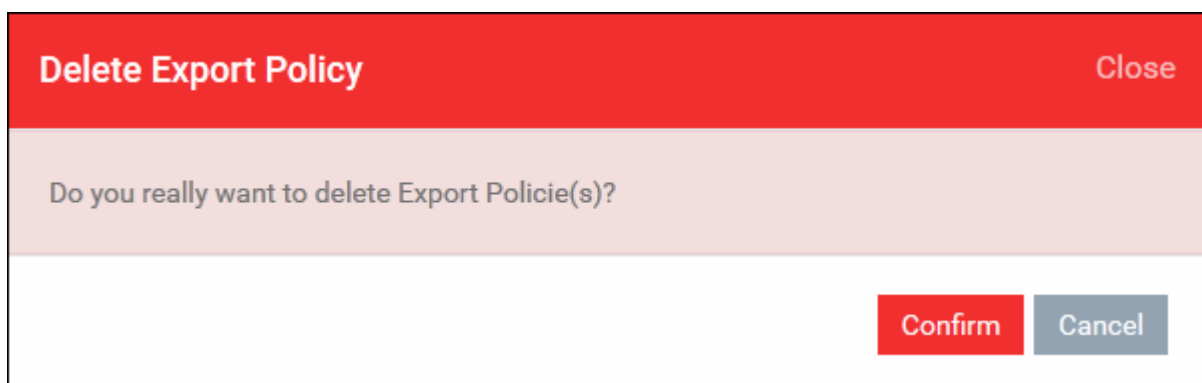 Delete Export Policy
Close
Do you really want to delete Export Policie(s)?
Confirm
Cancel